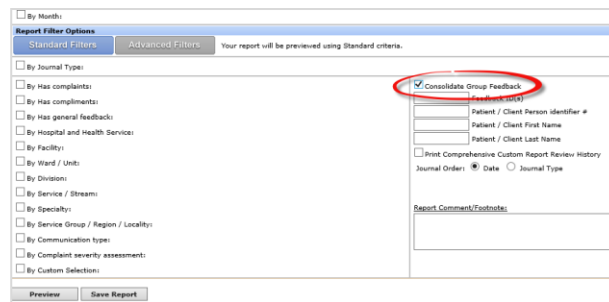 By Month:
Report Filter Options
Standard Filters Advanced Filters Your report will be previewed using Standard criteria.
By Journal Type:
By Has complaints:
By Has compliments:
By Has general feedback:
By Hospital and Health Service:
By Facility:
By Ward / Unit:
By Division:
By Service / Stream:
By Specialty:
By Service Group / Region / Locality:
By Communication type:
By Complaint severity assessment:
By Custom Selection:
Consolidate Group Feedback
Feedback ID(s)
Patient / Client Person identifier #
Patient / Client First Name
Patient / Client Last Name
Print Comprehensive Custom Report Review History
Journal Order: Date Journal Type
Report Comment/Footnote:
Preview Save Report